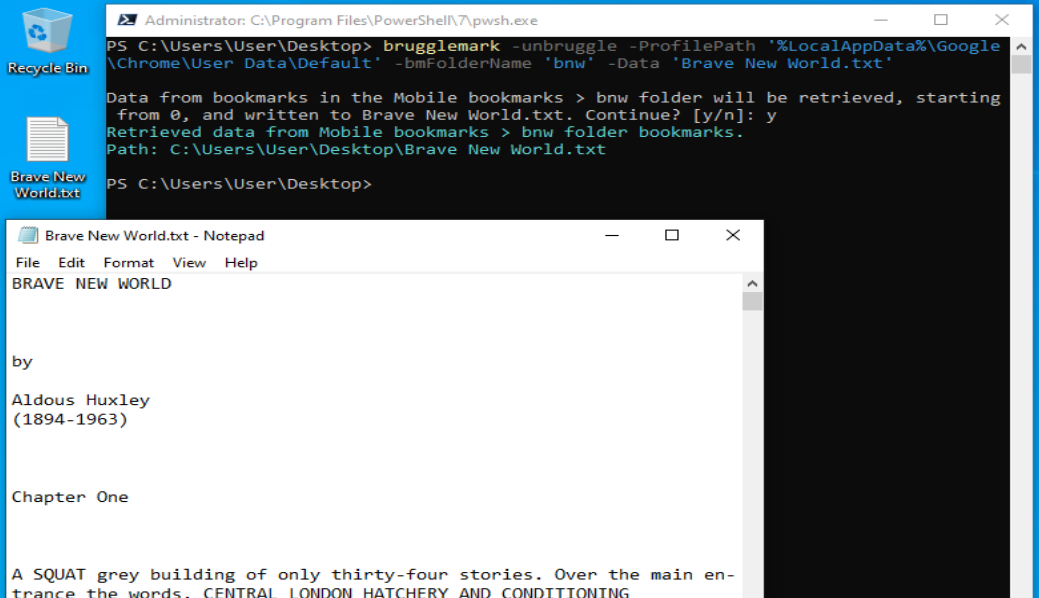 Administrator: C:\Program Files\PowerShell\7\pwsh.exe
PS C:\Users\User\Desktop> brugglemark -unbruggle -ProfilePath '%LocalAppData%\Google
\Chrome\User Data\Default' -bmFolderName 'bnw' -Data 'Brave New World.txt'
Data from bookmarks in the Mobile bookmarks > bnw folder will be retrieved, starting
from 0, and written to Brave New World.txt. Continue? [y/n]: y
Retrieved data from Mobile bookmarks > bnw folder bookmarks.
Path: C:\Users\User\Desktop\Brave New World.txt
PS C:\Users\User\Desktop>
Recycle Bin
Brave New
World.txt
Brave New World.txt - Notepad
File Edit Format View Help
BRAVE NEW WORLD
by
Aldous Huxley
(1894-1963)
Chapter One
A SQUAT grey building of only thirty-four stories. Over the main en-
trance the words, CENTRAL LONDON HATCHERY AND CONDITIONING